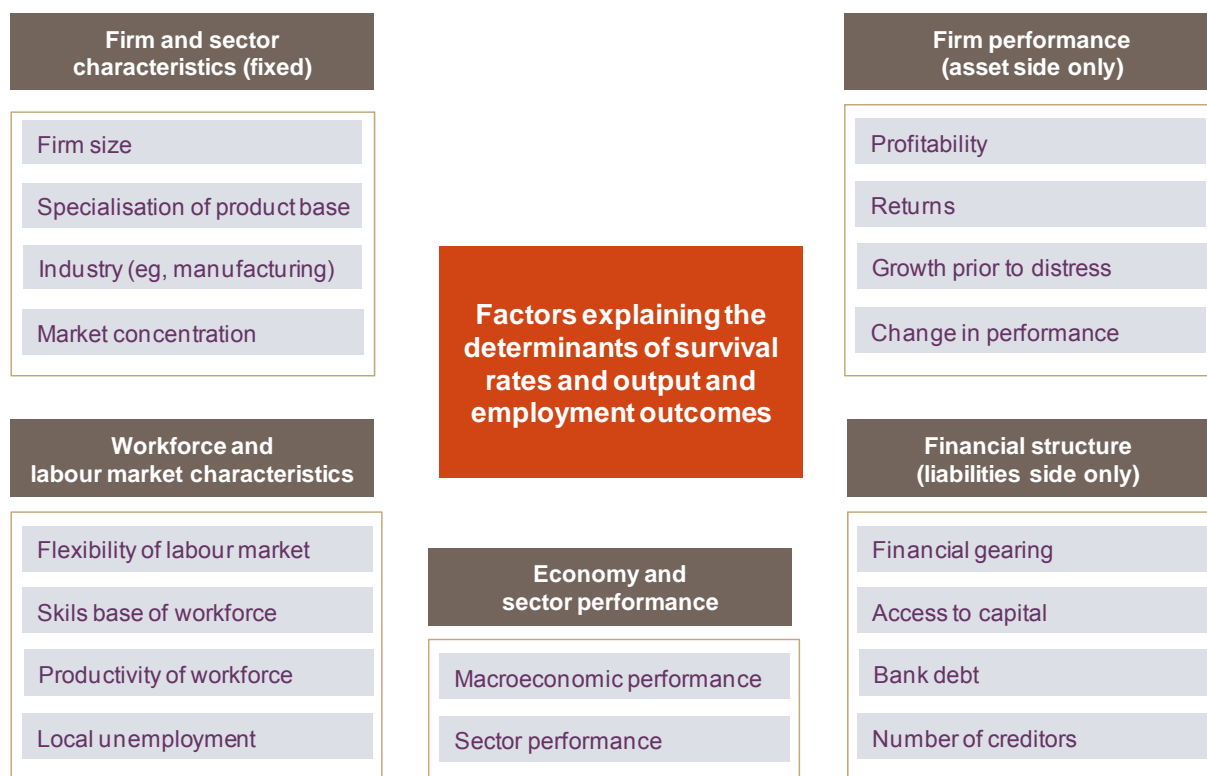 Firm and sector
characteristics (fixed)
Firm size
Specialisation of product base
Industry (eg, manufacturing)
Market concentration
Firm performance
(asset side only)
Profitability
Returns
Growth prior to distress
Change in performance
Factors explaining the
determinants of survival
rates and output and
employment outcomes
Workforce and
labour market characteristics
Flexibility of labour market
Skils base of workforce
Productivity of workforce
Local unemployment
Economy and
sector performance
Macroeconomic performance
Sector performance
Financial structure
(liabilities side only)
Financial gearing
Access to capital
Bank debt
Number of creditors